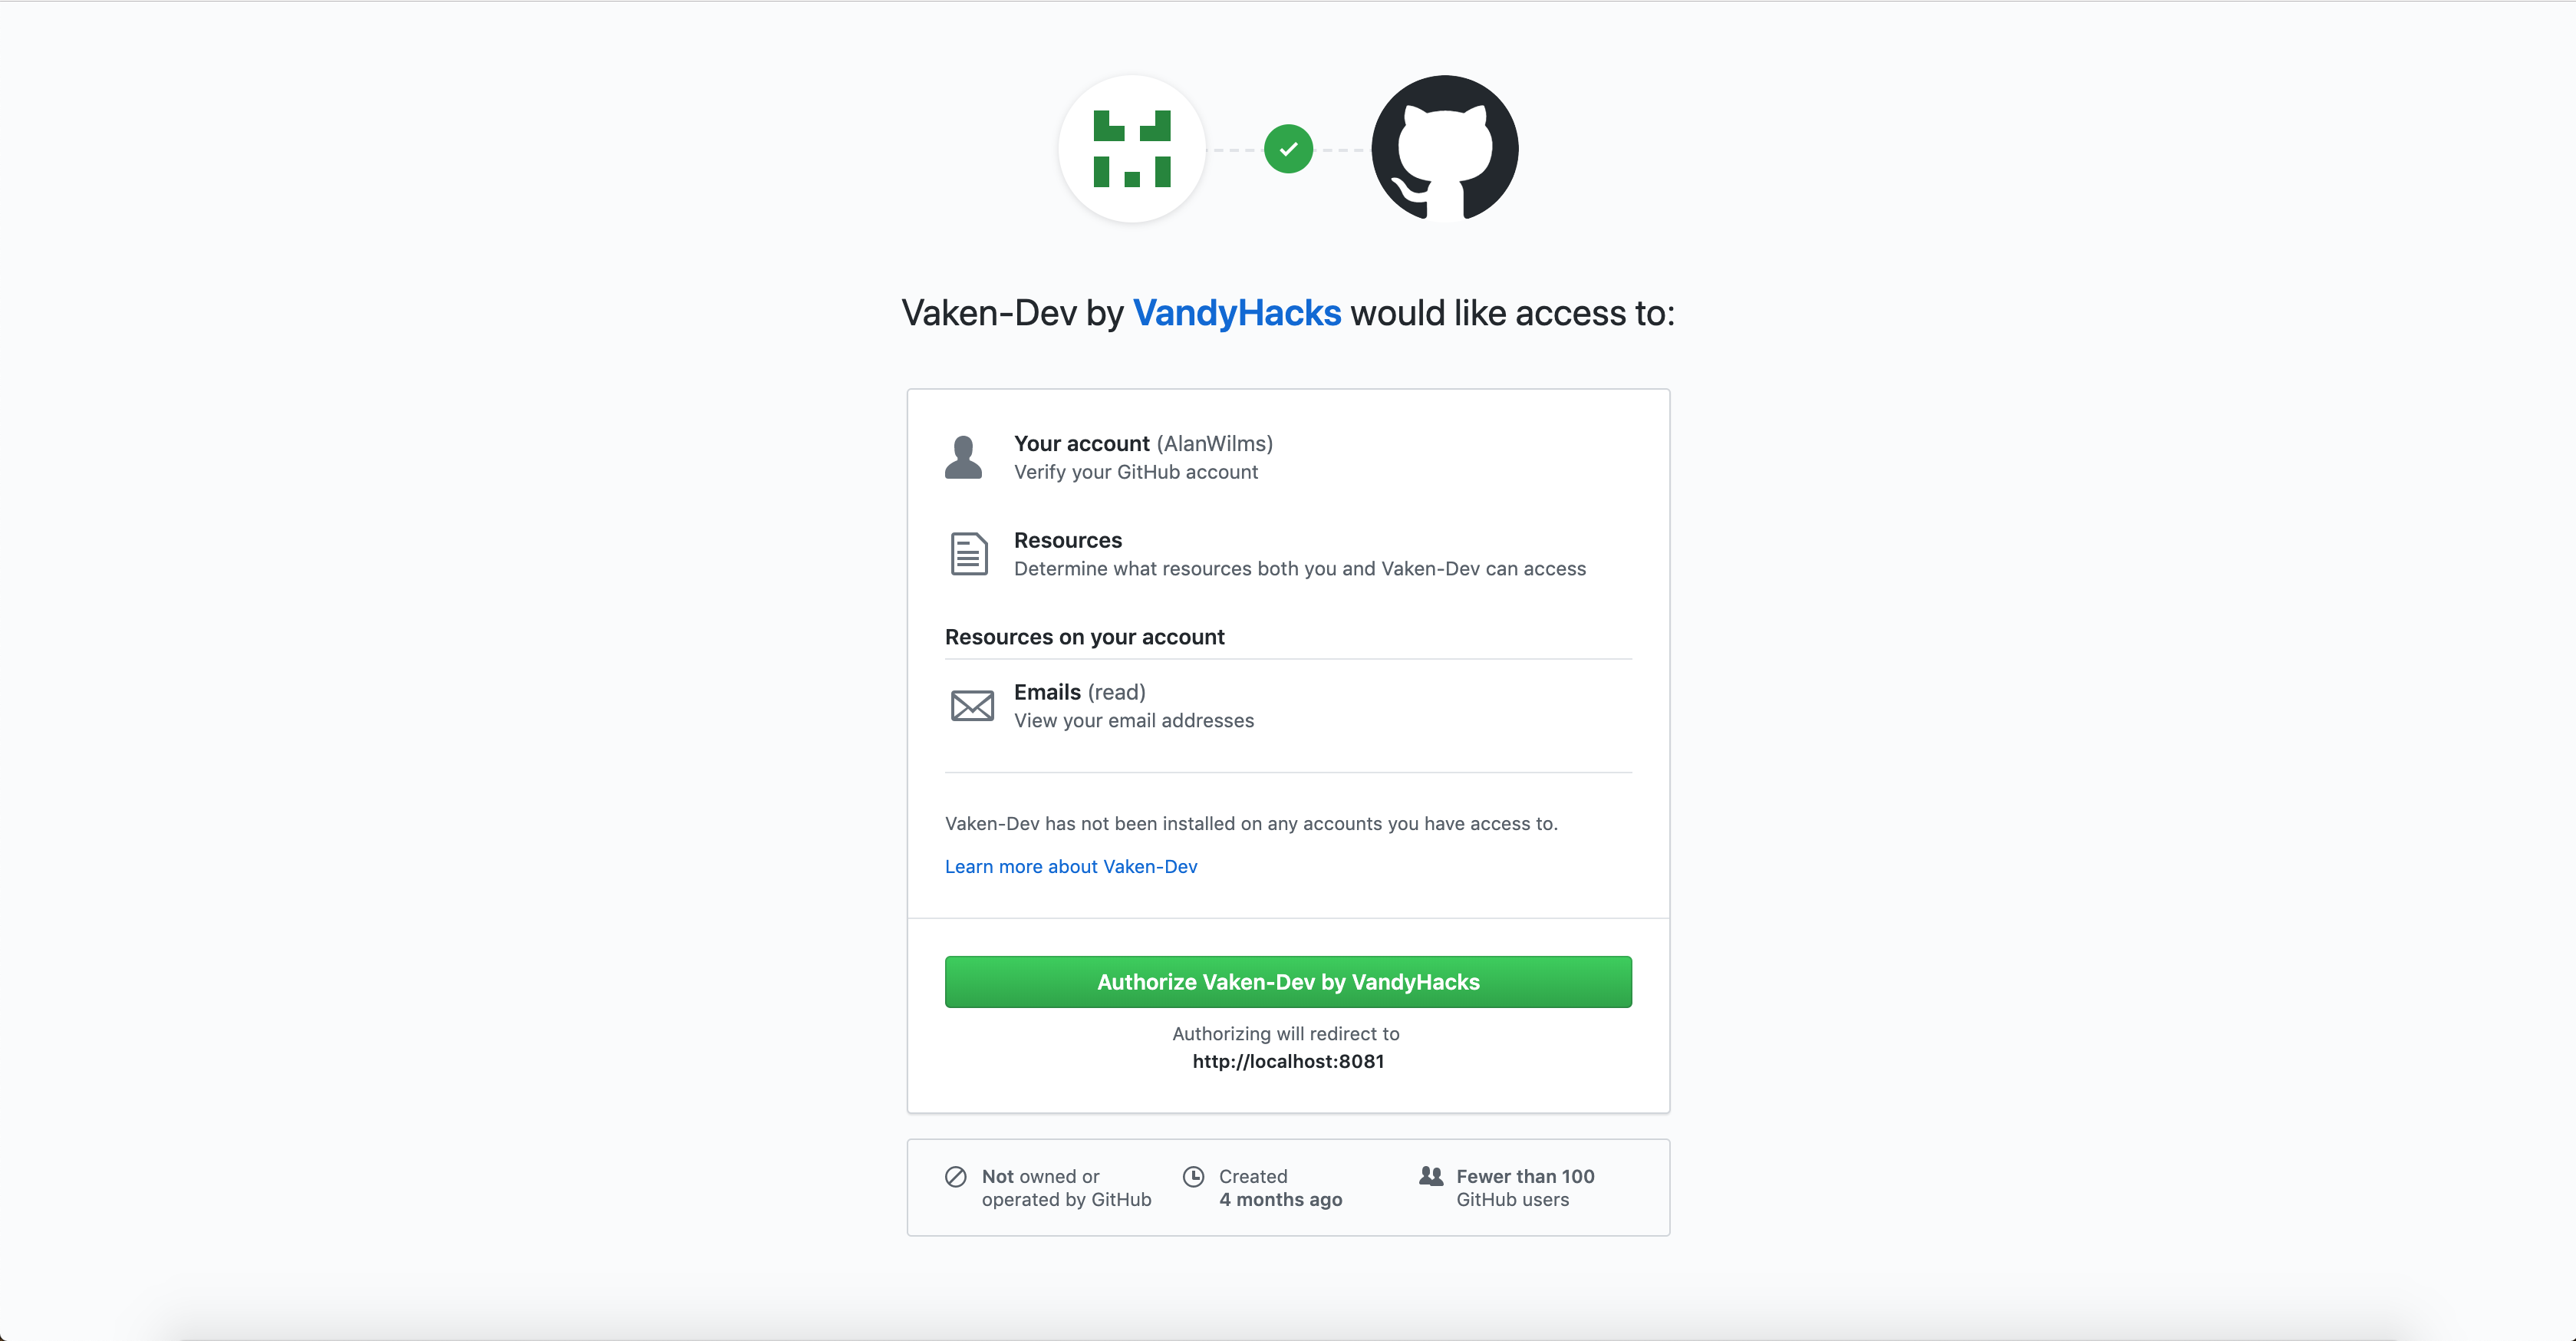 Vaken-Dev by VandyHacks would like access to:
Your account (AlanWilms)
Verify your GitHub account
Resources
Determine what resources both you and Vaken-Dev can access
Resources on your account
Emails (read)
View your email addresses
Vaken-Dev has not been installed on any accounts you have access to.
Learn more about Vaken-Dev
Authorize Vaken-Dev by VandyHacks
Authorizing will redirect to
http://localhost:8081
Not owned or
operated by GitHub
Created
4 months ago
Fewer than 100
GitHub users